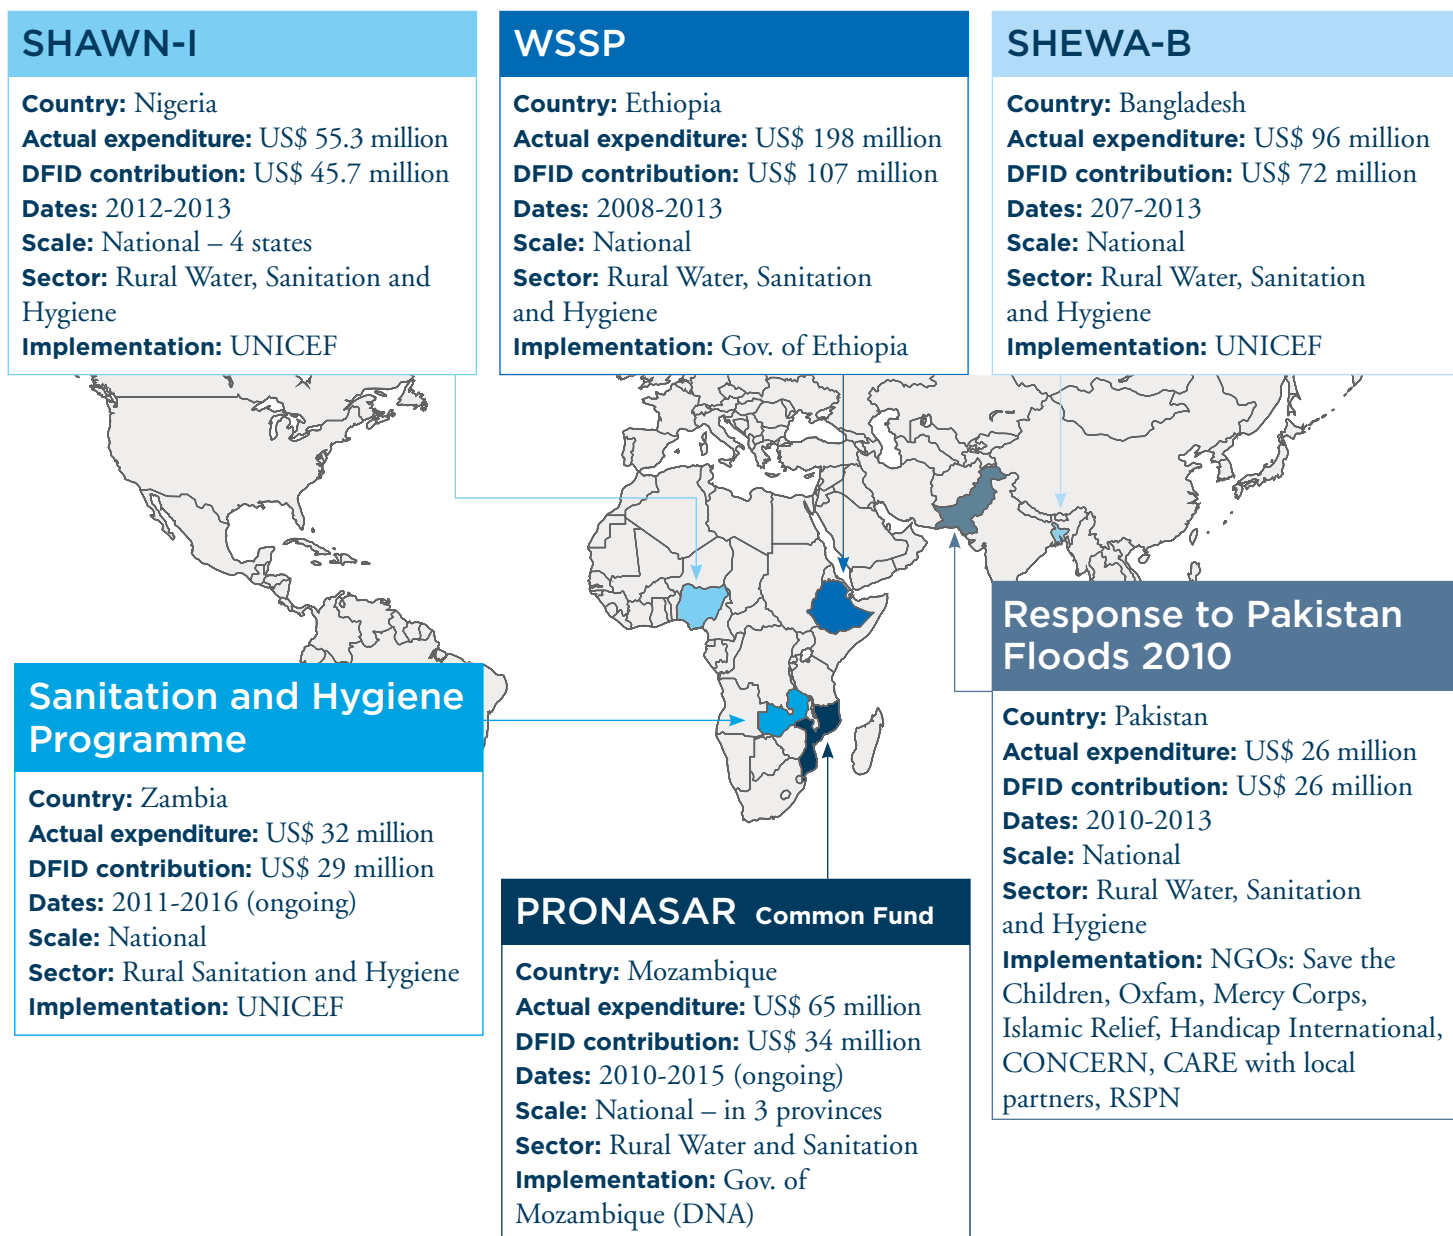 SHAWN-I
Country: Nigeria
Actual expenditure: US$ 55.3 million
DFID contribution: US$ 45.7 million
Dates: 2012-2013
Scale: National – 4 states
Sector: Rural Water, Sanitation and
Hygiene
Implementation: UNICEF
WSSP
Country: Ethiopia
Actual expenditure: US$ 198 million
DFID contribution: US$ 107 million
Dates: 2008-2013
Scale: National
Sector: Rural Water, Sanitation
and Hygiene
Implementation: Gov. of Ethiopia
SHEWA-B
Country: Bangladesh
Actual expenditure: US$ 96 million
DFID contribution: US$ 72 million
Dates: 207-2013
Scale: National
Sector: Rural Water, Sanitation
and Hygiene
Implementation: UNICEF
Sanitation and Hygiene
Programme
Country: Zambia
Actual expenditure: US$ 32 million
DFID contribution: US$ 29 million
Dates: 2011-2016 (ongoing)
Scale: National
Sector: Rural Sanitation and Hygiene
Implementation: UNICEF
PRONASAR Common Fund
Country: Mozambique
Actual expenditure: US$ 65 million
DFID contribution: US$ 34 million
Dates: 2010-2015 (ongoing)
Scale: National – in 3 provinces
Sector: Rural Water and Sanitation
Implementation: Gov. of
Mozambique (DNA)
Response to Pakistan
Floods 2010
Country: Pakistan
Actual expenditure: US$ 26 million
DFID contribution: US$ 26 million
Dates: 2010-2013
Scale: National
Sector: Rural Water, Sanitation
and Hygiene
Implementation: NGOs: Save the
Children, Oxfam, Mercy Corps,
Islamic Relief, Handicap International,
CONCERN, CARE with local
partners, RSPN